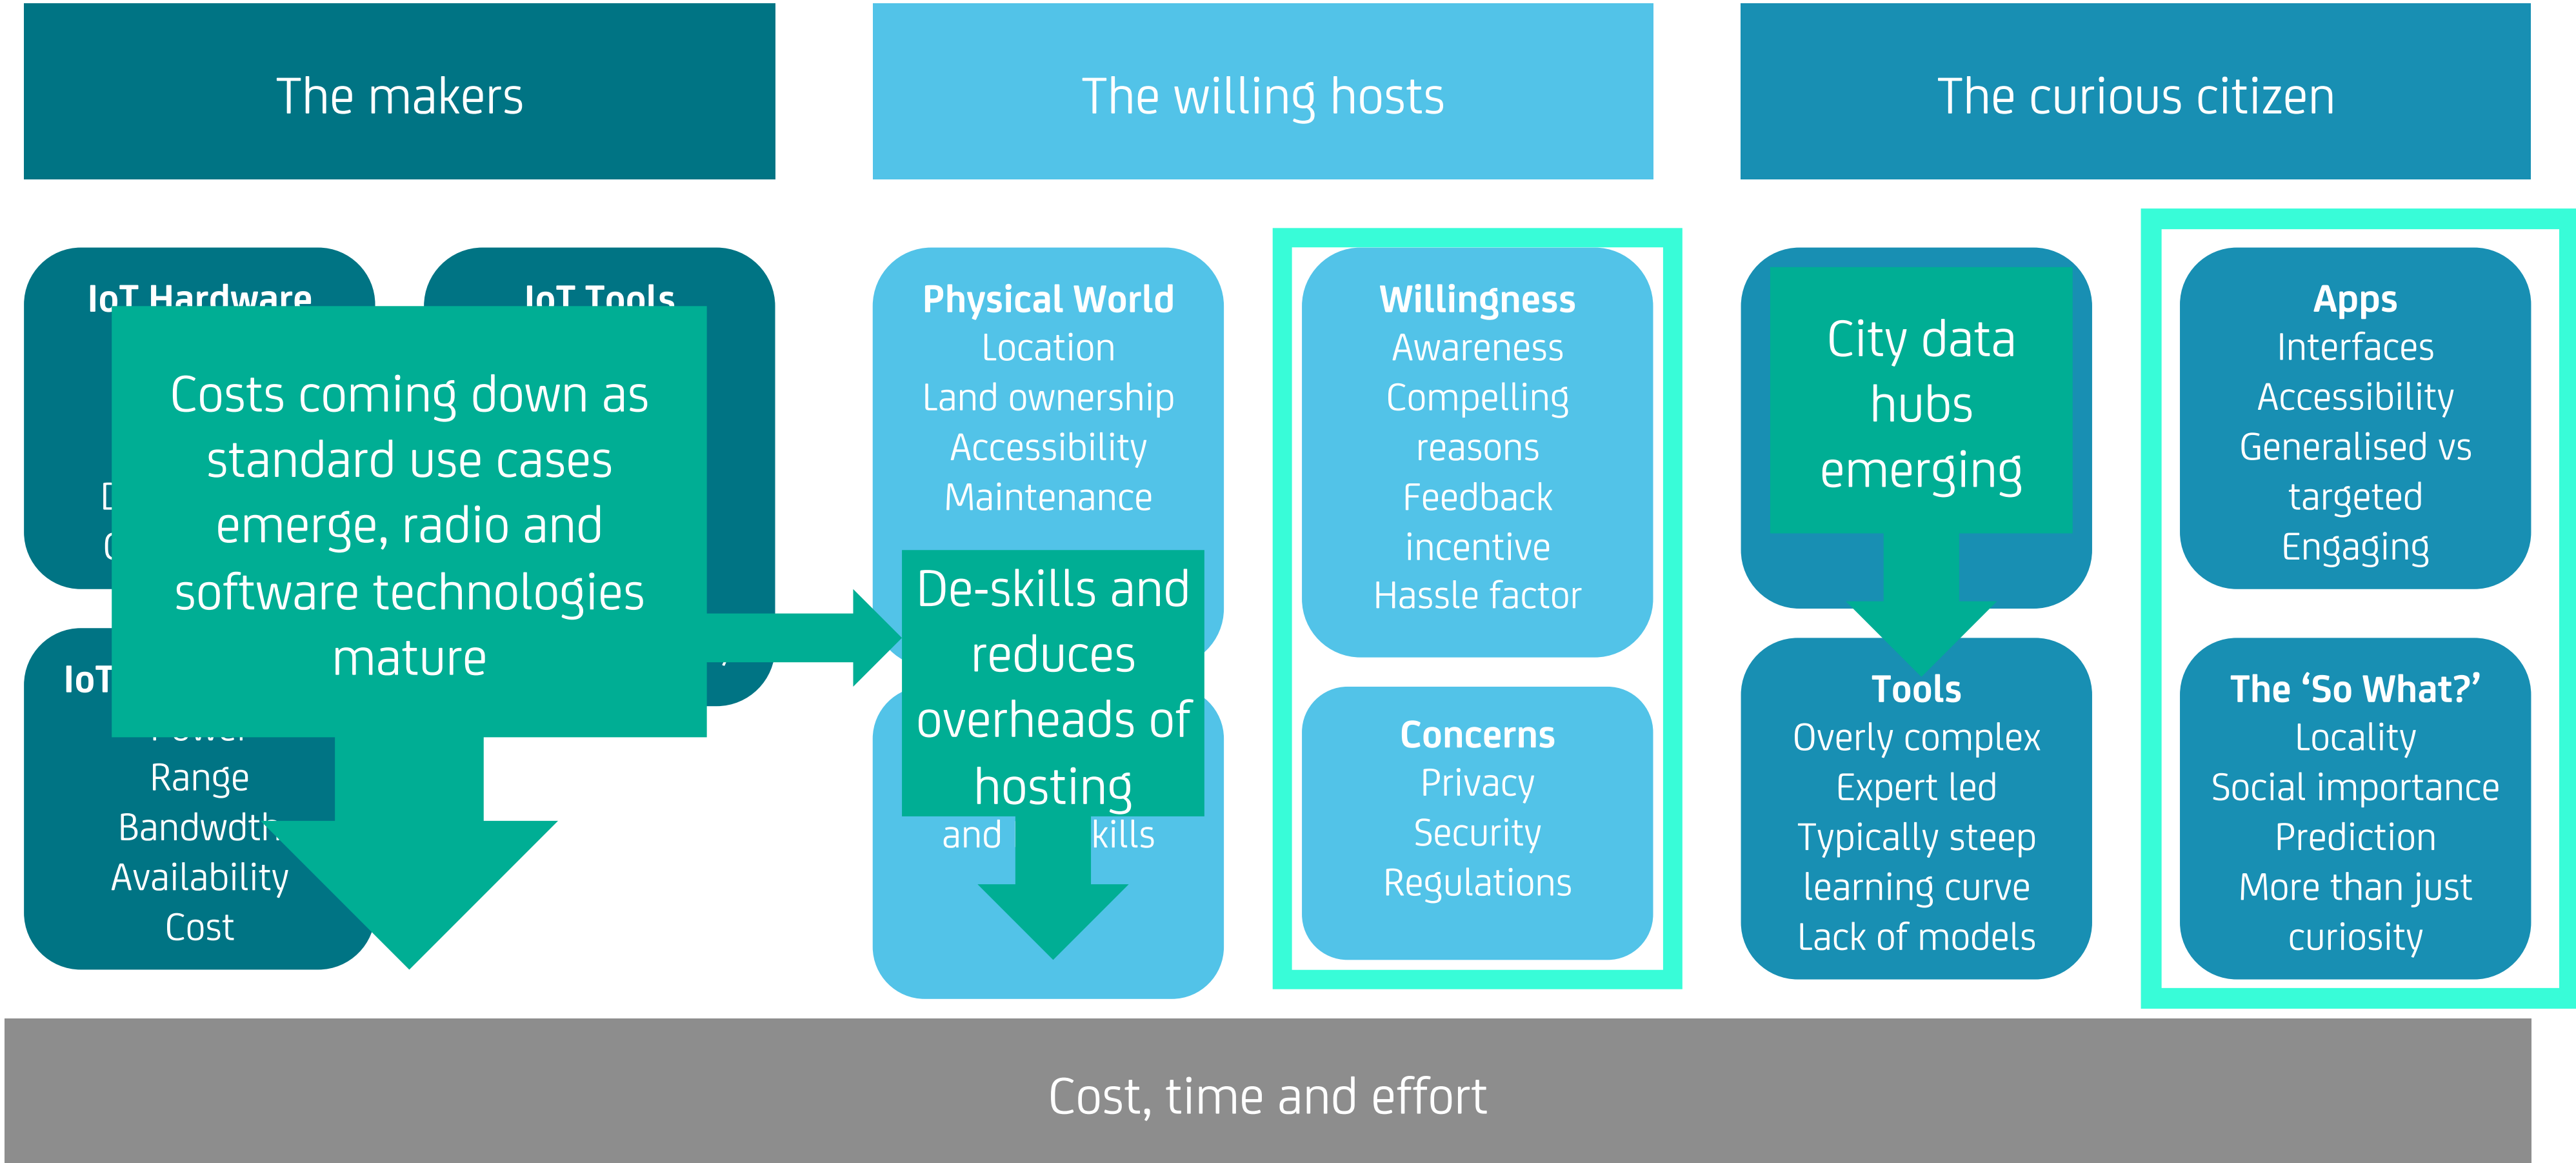 The makers
The willing hosts
The curious citizen
IoT Hardware
IoT Tools
Costs coming down as
standard use cases
emerge, radio and
software technologies
mature
IoT
Range
Bandwdth
Availability
Cost
Physical World
Location
Land ownership
Accessibility
Maintenance
De-skills and
reduces
overheads of
hosting
and
Willingness
Awareness
Compelling
reasons
Feedback
incentive
Hassle factor
Concerns
Privacy
Security
Regulations
City data
hubs
emerging
Tools
Overly complex
Expert led
Typically steep
learning curve
Lack of models
Apps
Interfaces
Accessibility
Generalised vs
targeted
Engaging
The ‘So What?’
Locality
Social importance
Prediction
More than just
curiosity
Cost, time and effort